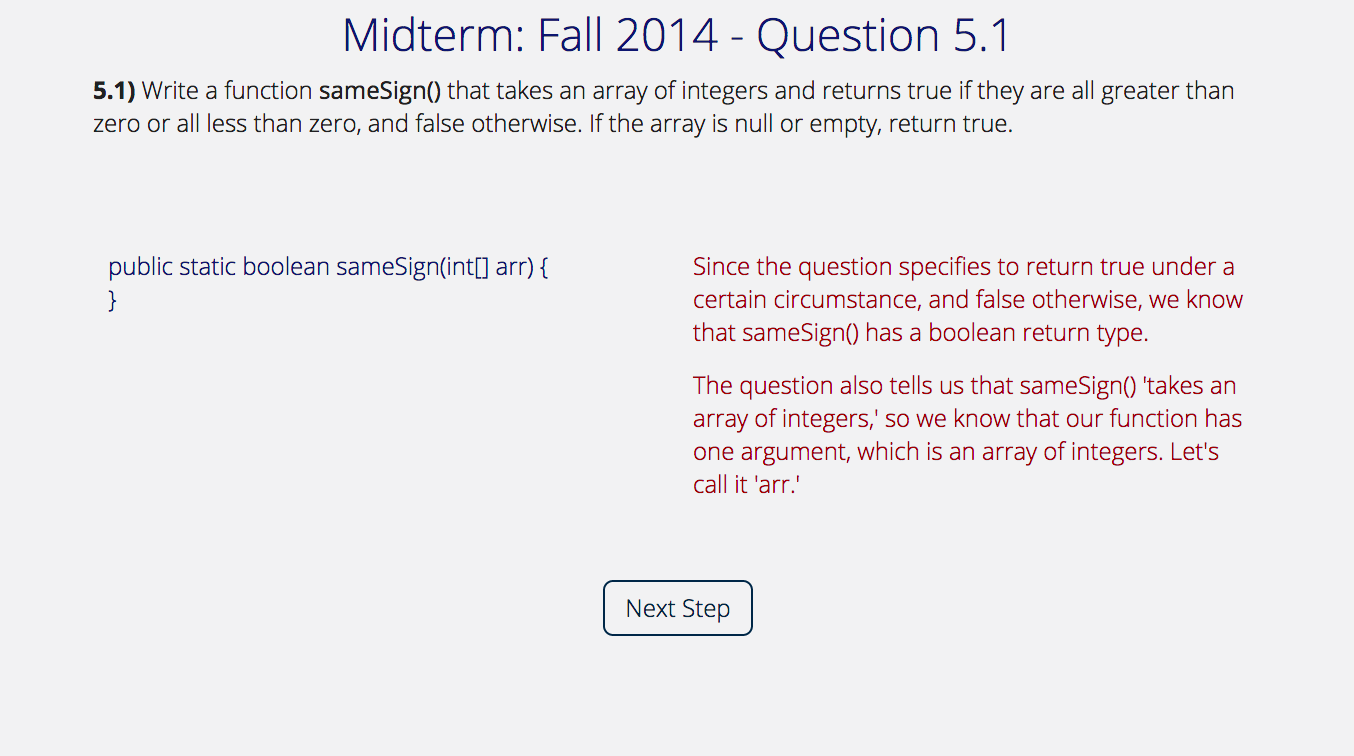 Midterm: Fall 2014 - Question 5.1
5.1) Write a function sameSign() that takes an array of integers and returns true if they are all greater than
zero or all less than zero, and false otherwise. If the array is null or empty, return true.
public static boolean sameSign(int[] arr) {
}
Since the question specifies to return true under a
certain circumstance, and false otherwise, we know
that sameSign() has a boolean return type.
The question also tells us that sameSign() 'takes an
array of integers,' so we know that our function has
one argument, which is an array of integers. Let's
call it 'arr.'
Next Step